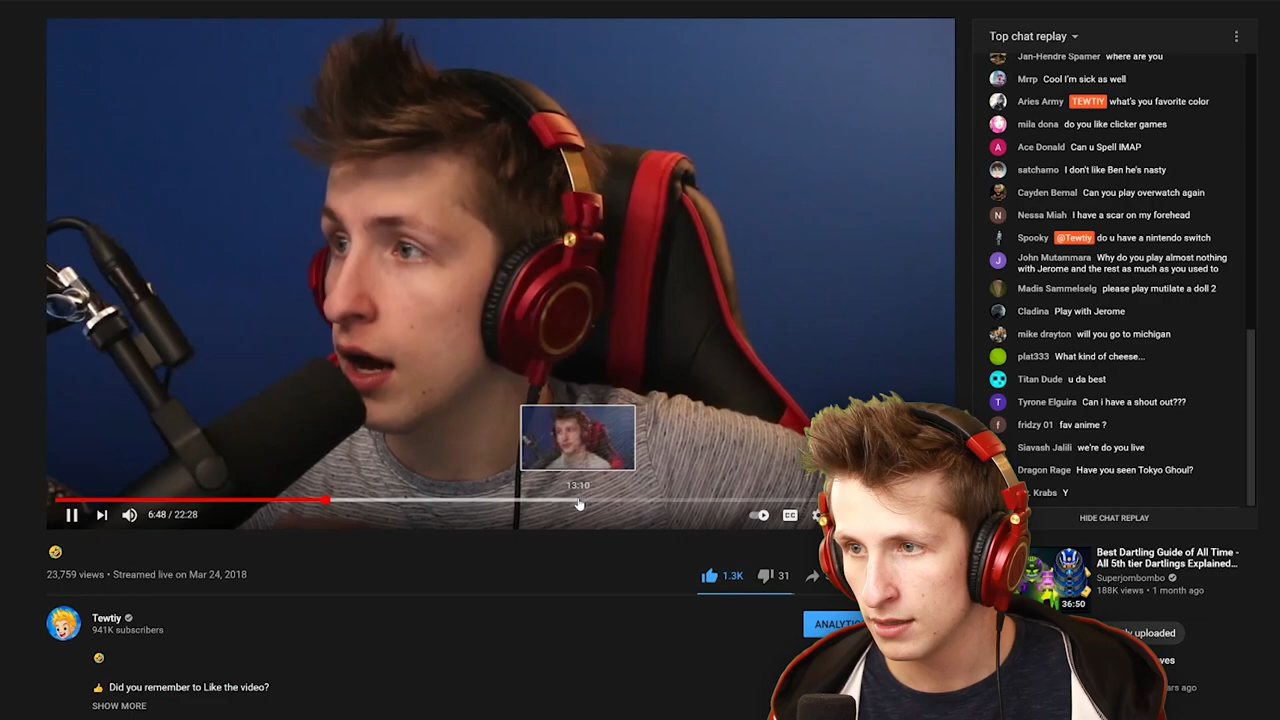 Top chat replay
Jan-Hendre Spamer where are you
Mrrp Cool I'm sick as well
Aries Army TEWTIY what's you favorite color
mila dona do you like clicker games
Ace Donald Can u Spell IMAP
satchamo I don't like Ben he's nasty
Cayden Bernal Can you play overwatch again
Nessa Miah I have a scar on my forehead
Spooky @Tewtiy do u have a nintendo switch
John Mutammara Why do you play almost nothing
with Jerome and the rest as much as you used to
Madis Sammelselg please play mutilate a doll 2
Cladina Play with Jerome
mike drayton will you go to michigan
plat333 What kind of cheese...
Titan Dude u da best
Tyrone Elguira Can i have a shout out???
fridzy 01 fav anime ?
Siavash Jalili we're do you live
Dragon Rage Have you seen Tokyo Ghoul?
Krabs Y
HIDE CHAT REPLAY
13:10
6:48 / 22:28
CC
23,759 views • Streamed live on Mar 24, 2018
1.3K
31
Tewtiy
941K subscribers
ANALYTIC
🤣
👍 Did you remember to Like the video?
SHOW MORE
Best Dartling Guide of All Time -
All 5th tier Dartlings Explained...
Superjombombo
188K views • 1 month ago
36:50
uploaded
ago